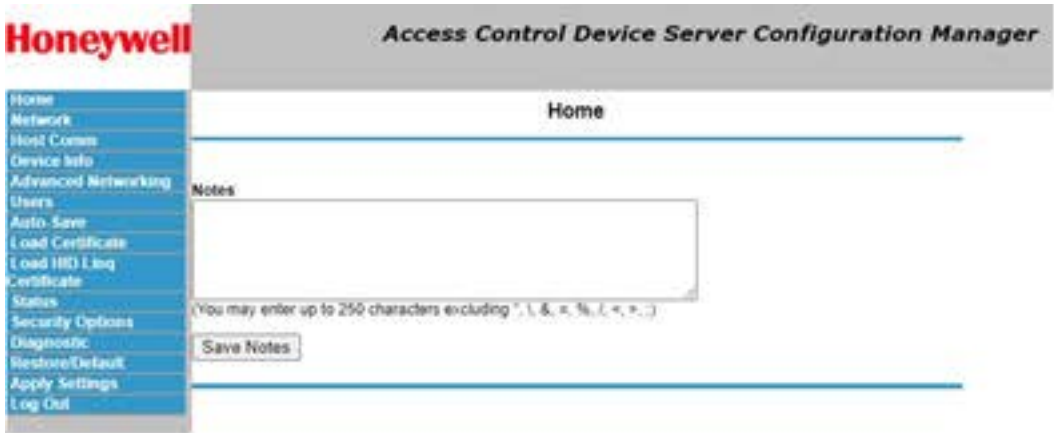 Honeywell
Access Control Device Server Configuration Manager
Home
Network
Host Comm
Device Info
Advanced Networking
Users
Auto-Save
Load Certificate
Load HID Linq
Certificate
Status
Security Options
Diagnostic
Restore/Default
Apply Settings
Log Out
Home
Notes
(You may enter up to 250 characters excluding
Save Notes